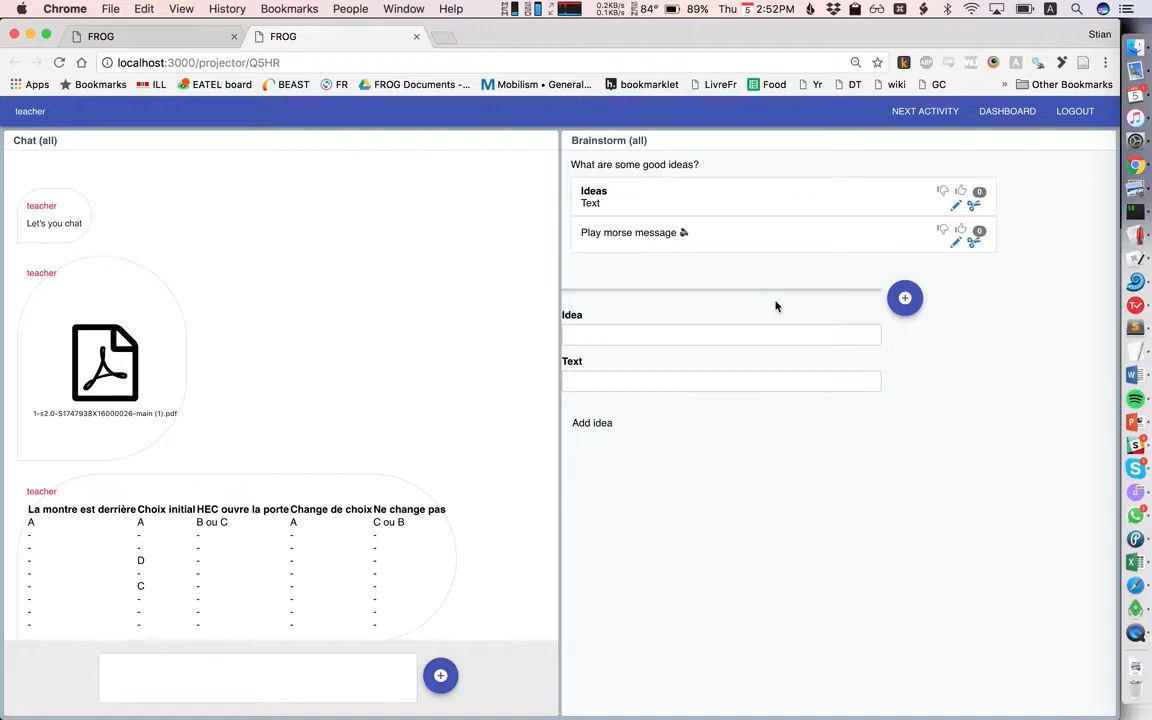 Chrome File Edit View History Bookmarks People Window Help 0.2KB/s 0.1KB/s 84° 89% Thu 5 2:52PM
FROG FROG Stian
localhost:3000/projector/Q5HR
Apps Bookmarks ILL EATEL board BEAST FR FROG Documents -... Mobilism - General... bookmarklet LivreFr Food Yr DT wiki GC » Other Bookmarks
teacher NEXT ACTIVITY DASHBOARD LOGOUT
Chat (all)
teacher
Let's you chat
teacher
1-s2.0-S1747938X16000026-main (1).pdf
teacher
La montre est derrière Choix initial HEC ouvre la porte Change de choix Ne change pas
A A B ou C A C ou B
- - - - -
- - - - -
- D - - -
- - - - -
- C - - -
- - - - -
- - - - -
- - - - -
Brainstorm (all)
What are some good ideas?
Ideas
Text
0
Play morse message
0
Idea
Text
Add idea